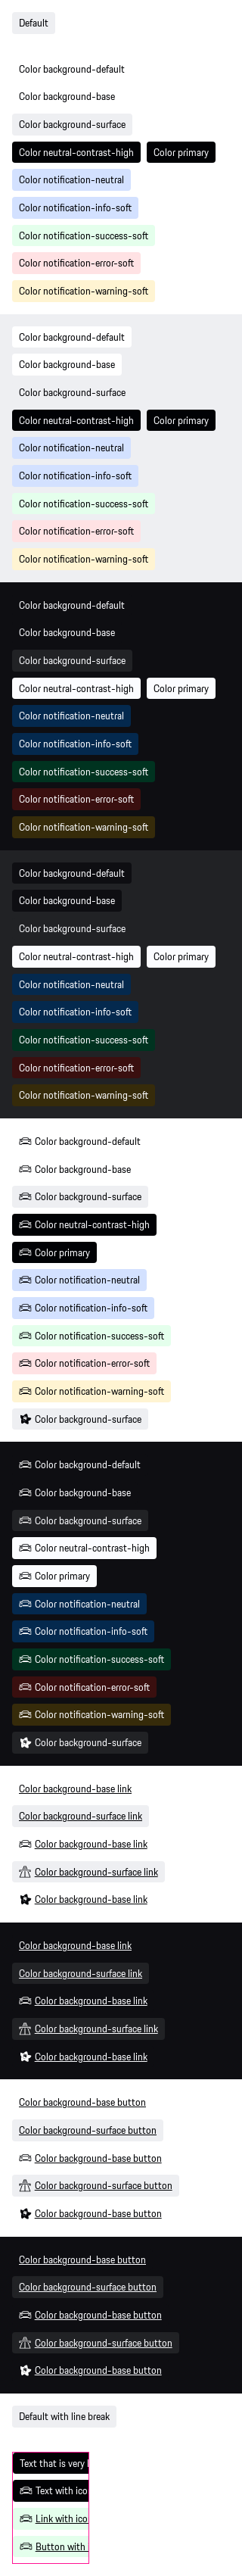 Default
Color background-default
Color background-base
Color background-surface
Color neutral-contrast-high Color primary
Color notification-neutral
Color notification-info-soft
Color notification-success-soft
Color notification-error-soft
Color notification-warning-soft
Color background-default
Color background-base
Color background-surface
Color neutral-contrast-high Color primary
Color notification-neutral
Color notification-info-soft
Color notification-success-soft
Color notification-error-soft
Color notification-warning-soft
Color background-default
Color background-base
Color background-surface
Color neutral-contrast-high Color primary
Color notification-neutral
Color notification-info-soft
Color notification-success-soft
Color notification-error-soft
Color notification-warning-soft
Color background-default
Color background-base
Color background-surface
Color neutral-contrast-high Color primary
Color notification-neutral
Color notification-info-soft
Color notification-success-soft
Color notification-error-soft
Color notification-warning-soft
Color background-default
Color background-base
Color background-surface
Color neutral-contrast-high
Color primary
Color notification-neutral
Color notification-info-soft
Color notification-success-soft
Color notification-error-soft
Color notification-warning-soft
Color background-surface
Color background-default
Color background-base
Color background-surface
Color neutral-contrast-high
Color primary
Color notification-neutral
Color notification-info-soft
Color notification-success-soft
Color notification-error-soft
Color notification-warning-soft
Color background-surface
Color background-base link
Color background-surface link
Color background-base link
Color background-surface link
Color background-base link
Color background-base link
Color background-surface link
Color background-base link
Color background-surface link
Color background-base link
Color background-base button
Color background-surface button
Color background-base button
Color background-surface button
Color background-base button
Color background-base button
Color background-surface button
Color background-base button
Color background-surface button
Color background-base button
Default with line break
Text that is very
Text with ico
Link with ico
Button with